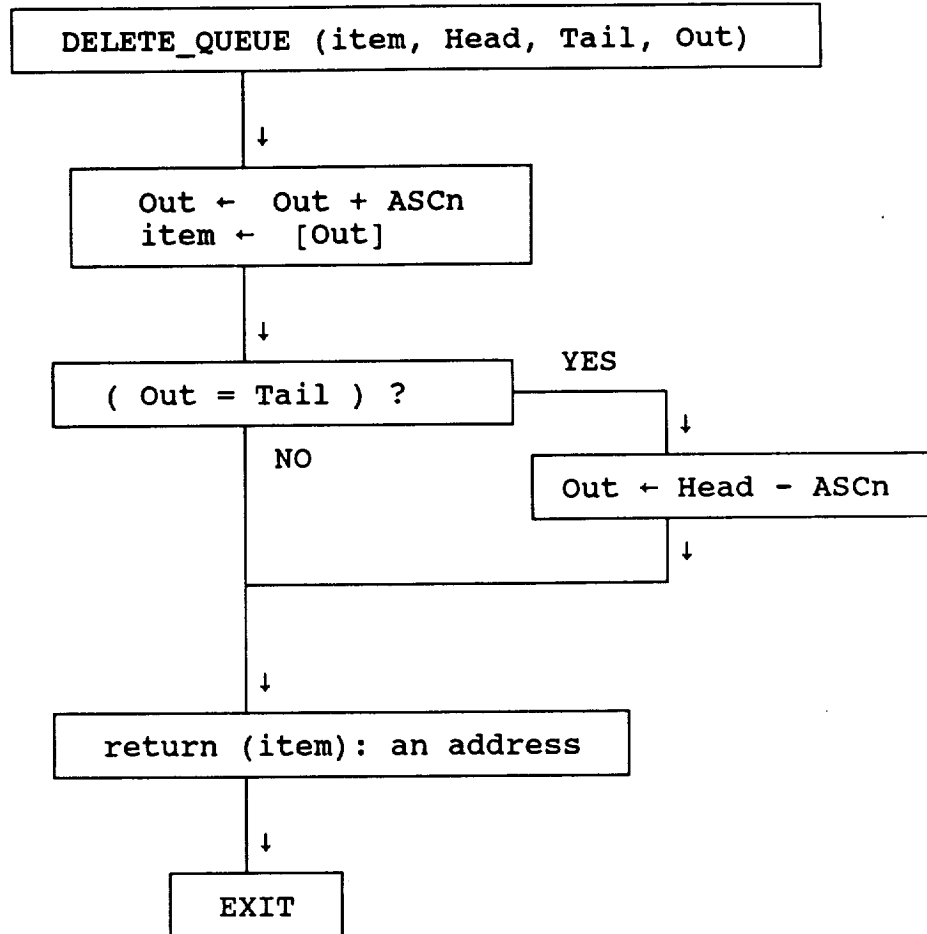 DELETE_QUEUE (item, Head, Tail, Out)
↓
Out ← Out + ASCn
item ← [Out]
↓
( Out = Tail ) ?
YES
↓
NO
Out ← Head - ASCn
↓
↓
return (item): an address
↓
EXIT